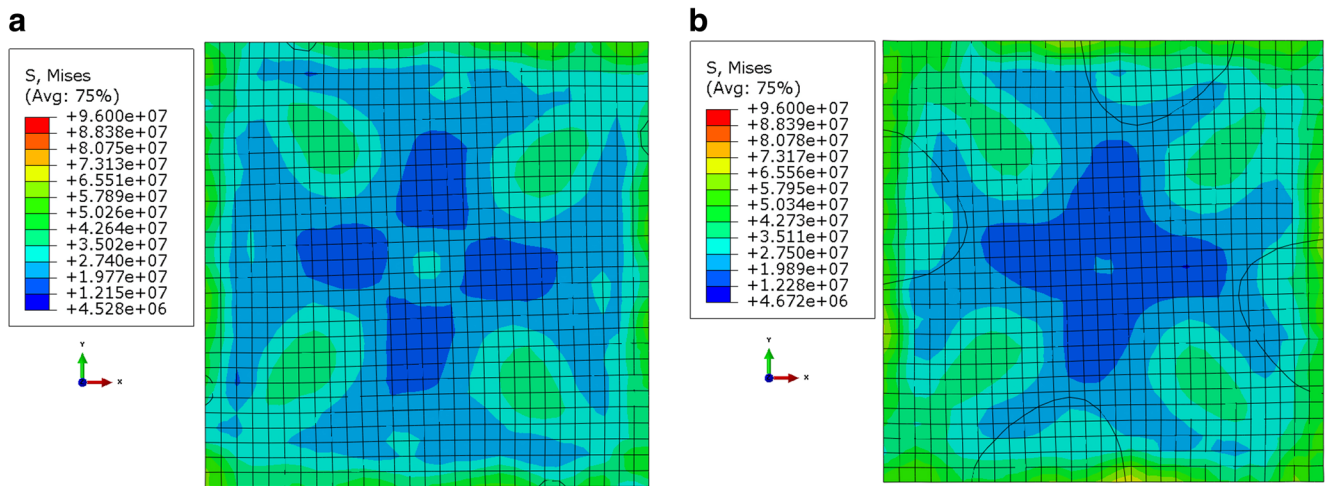 a
S, Mises
(Avg: 75%)
+9.600e+07
+8.838e+07
+8.075e+07
+7.313e+07
+6.551e+07
+5.789e+07
+5.026e+07
+4.264e+07
+3.502e+07
+2.740e+07
+1.977e+07
+1.215e+07
+4.528e+06
Y
X
b
S, Mises
(Avg: 75%)
+9.600e+07
+8.839e+07
+8.078e+07
+7.317e+07
+6.556e+07
+5.795e+07
+5.034e+07
+4.273e+07
+3.511e+07
+2.750e+07
+1.989e+07
+1.228e+07
+4.672e+06
Y
X